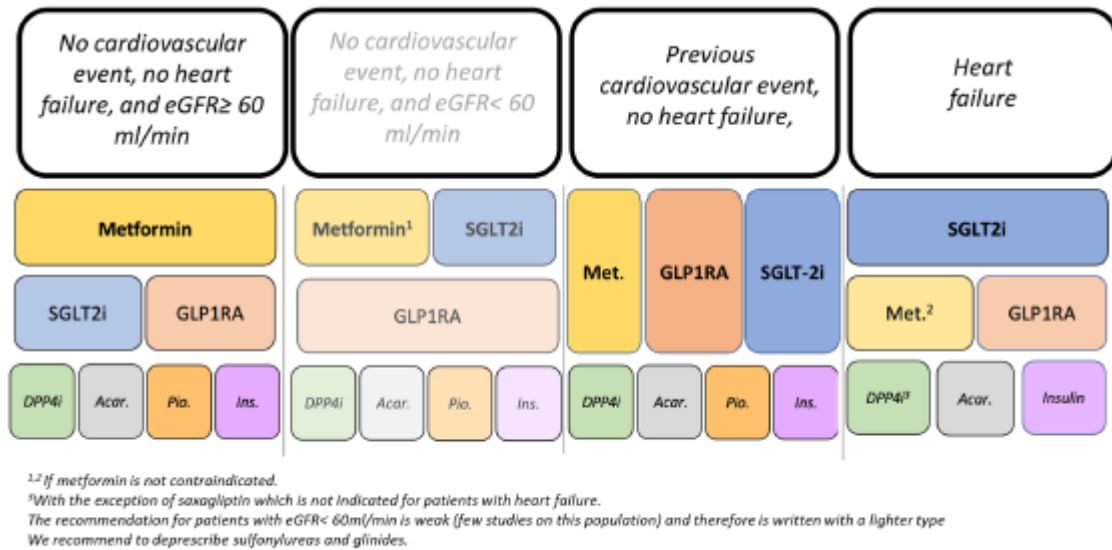 No cardiovascular
event, no heart
failure, and eGFR≥ 60
ml/min
No cardiovascular
event, no heart
failure, and eGFR< 60
ml/min
Previous
cardiovascular event,
no heart failure,
Heart
failure
Metformin
SGLT2i
GLP1RA
DPP4i
Acar.
Pio.
Ins.
Metformin¹
SGLT2i
GLP1RA
DPP4i
Acar.
Pio.
Ins.
Met.
GLP1RA
SGLT-2i
DPP4i
Acar.
Pio.
Ins.
SGLT2i
Met.²
GLP1RA
DPP4i³
Acar.
Insulin
¹,² If metformin is not contraindicated.
³With the exception of saxagliptin which is not indicated for patients with heart failure.
The recommendation for patients with eGFR< 60ml/min is weak (few studies on this population) and therefore is written with a lighter type
We recommend to deprescribe sulfonylureas and glinides.